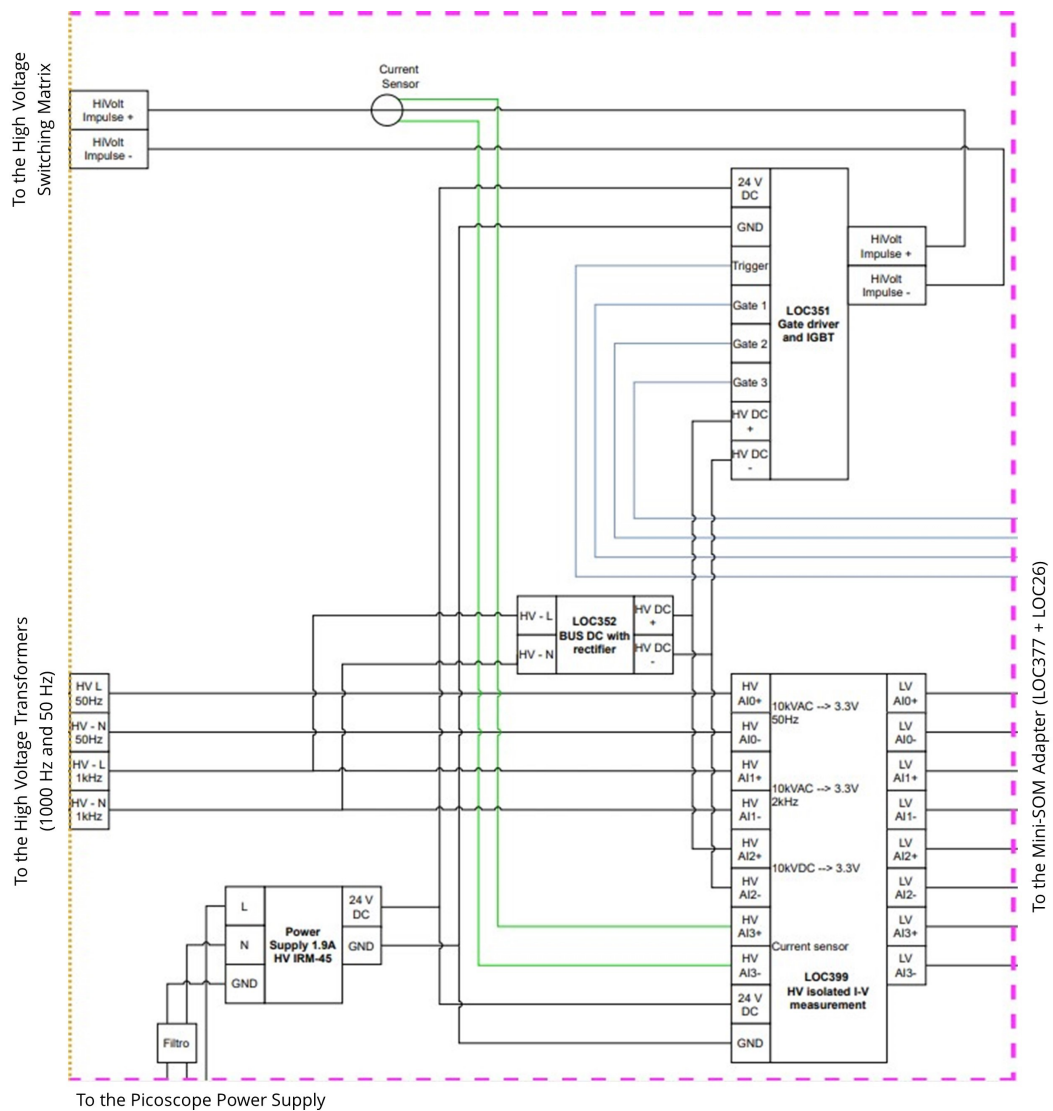 To the High Voltage
Switching Matrix
Current
Sensor
HiVolt
Impulse +
HiVolt
Impulse -
24 V
DC
GND
Trigger
Gate 1
Gate 2
Gate 3
HV DC
+
HV DC
-
LOC351
Gate driver
and IGBT
HiVolt
Impulse +
HiVolt
Impulse -
HV - L
HV - N
LOC352
BUS DC with
rectifier
HV DC
+
HV DC
-
To the High Voltage Transformers
(1000 Hz and 50 Hz)
HV L
50Hz
HV - N
50Hz
HV - L
1kHz
HV - N
1kHz
HV
AI0+
HV
AI0-
HV
AI1+
HV
AI1-
HV
AI2+
HV
AI2-
HV
AI3+
HV
AI3-
24 V
DC
GND
10kVAC --> 3.3V
50Hz
10kVAC --> 3.3V
2kHz
10kVDC --> 3.3V
Current sensor
LOC399
HV isolated I-V
measurement
LV
AI0+
LV
AI0-
LV
AI1+
LV
AI1-
LV
AI2+
LV
AI2-
LV
AI3+
LV
AI3-
To the Mini-SOM Adapter (LOC377 + LOC26)
L
N
GND
Power
Supply 1.9A
HV IRM-45
24 V
DC
GND
Filtro
To the Picoscope Power Supply